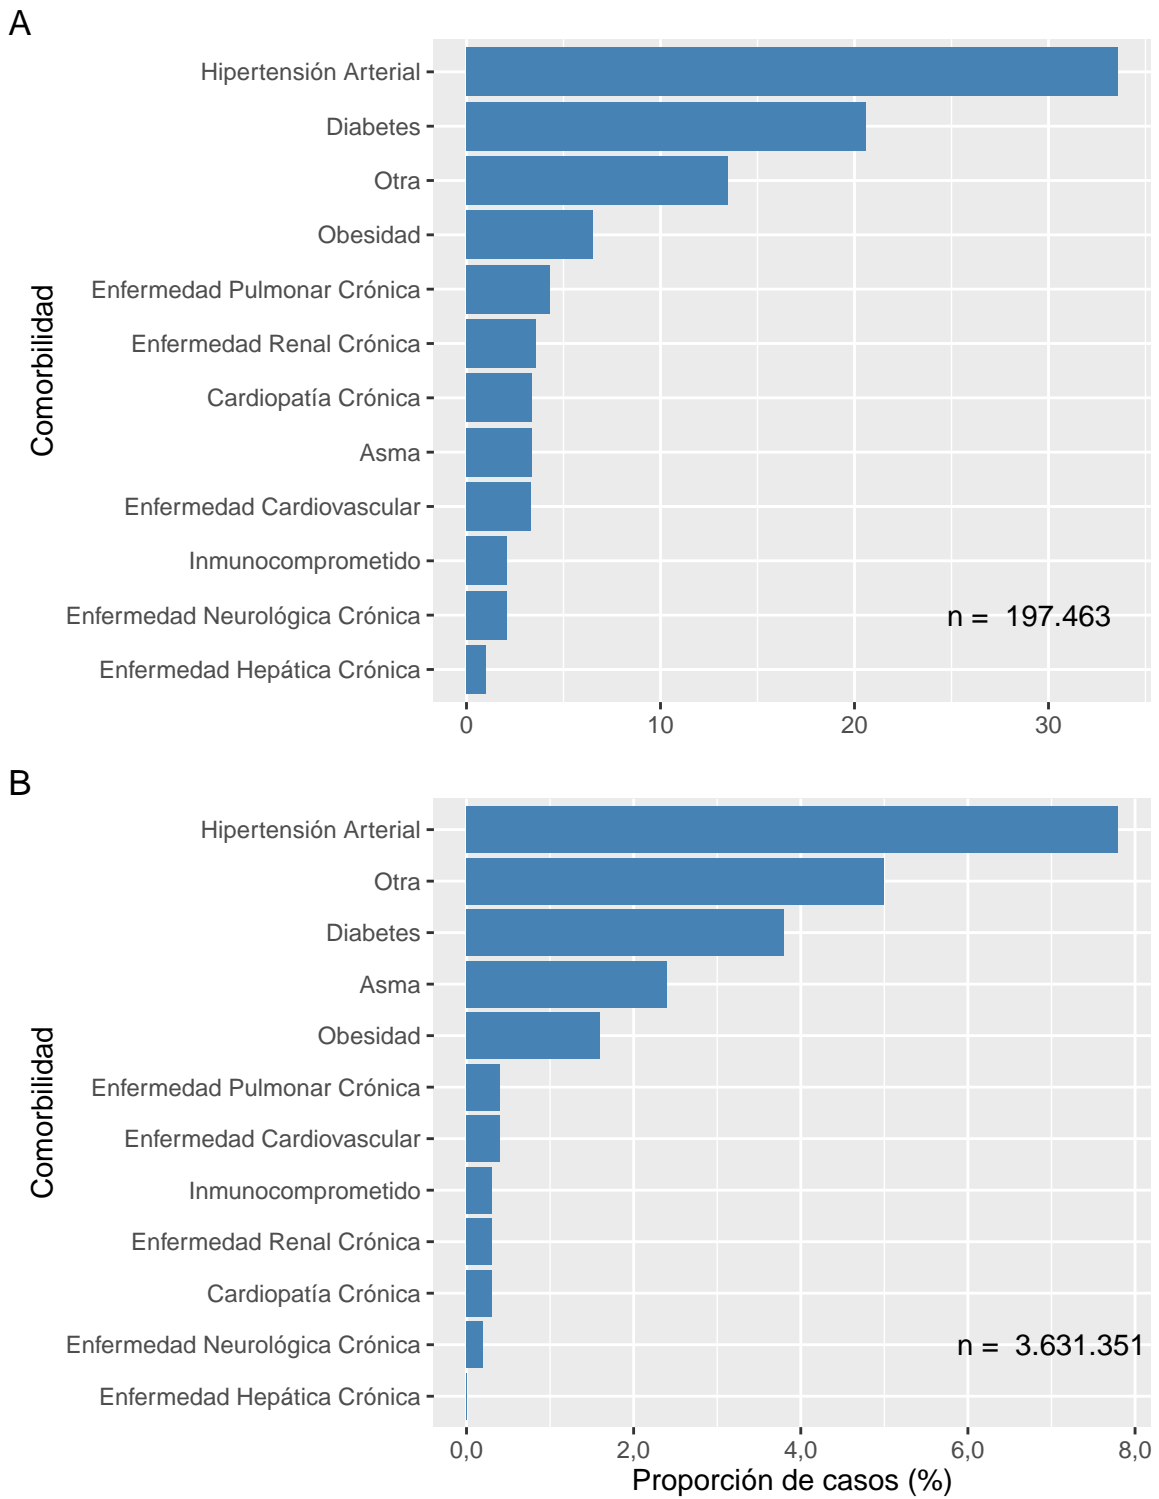 A
Hipertensión Arterial
Diabetes
Otra
Obesidad
Enfermedad Pulmonar Crónica
Enfermedad Renal Crónica
Cardiopatía Crónica
Asma
Enfermedad Cardiovascular
Inmunocomprometido
Enfermedad Neurológica Crónica
Enfermedad Hepática Crónica
Comorbilidad
n = 197.463
0 10 20 30
B
Hipertensión Arterial
Otra
Diabetes
Asma
Obesidad
Enfermedad Pulmonar Crónica
Enfermedad Cardiovascular
Inmunocomprometido
Enfermedad Renal Crónica
Cardiopatía Crónica
Enfermedad Neurológica Crónica
Enfermedad Hepática Crónica
Comorbilidad
n = 3.631.351
0,0 2,0 4,0 6,0 8,0
Proporción de casos (%)